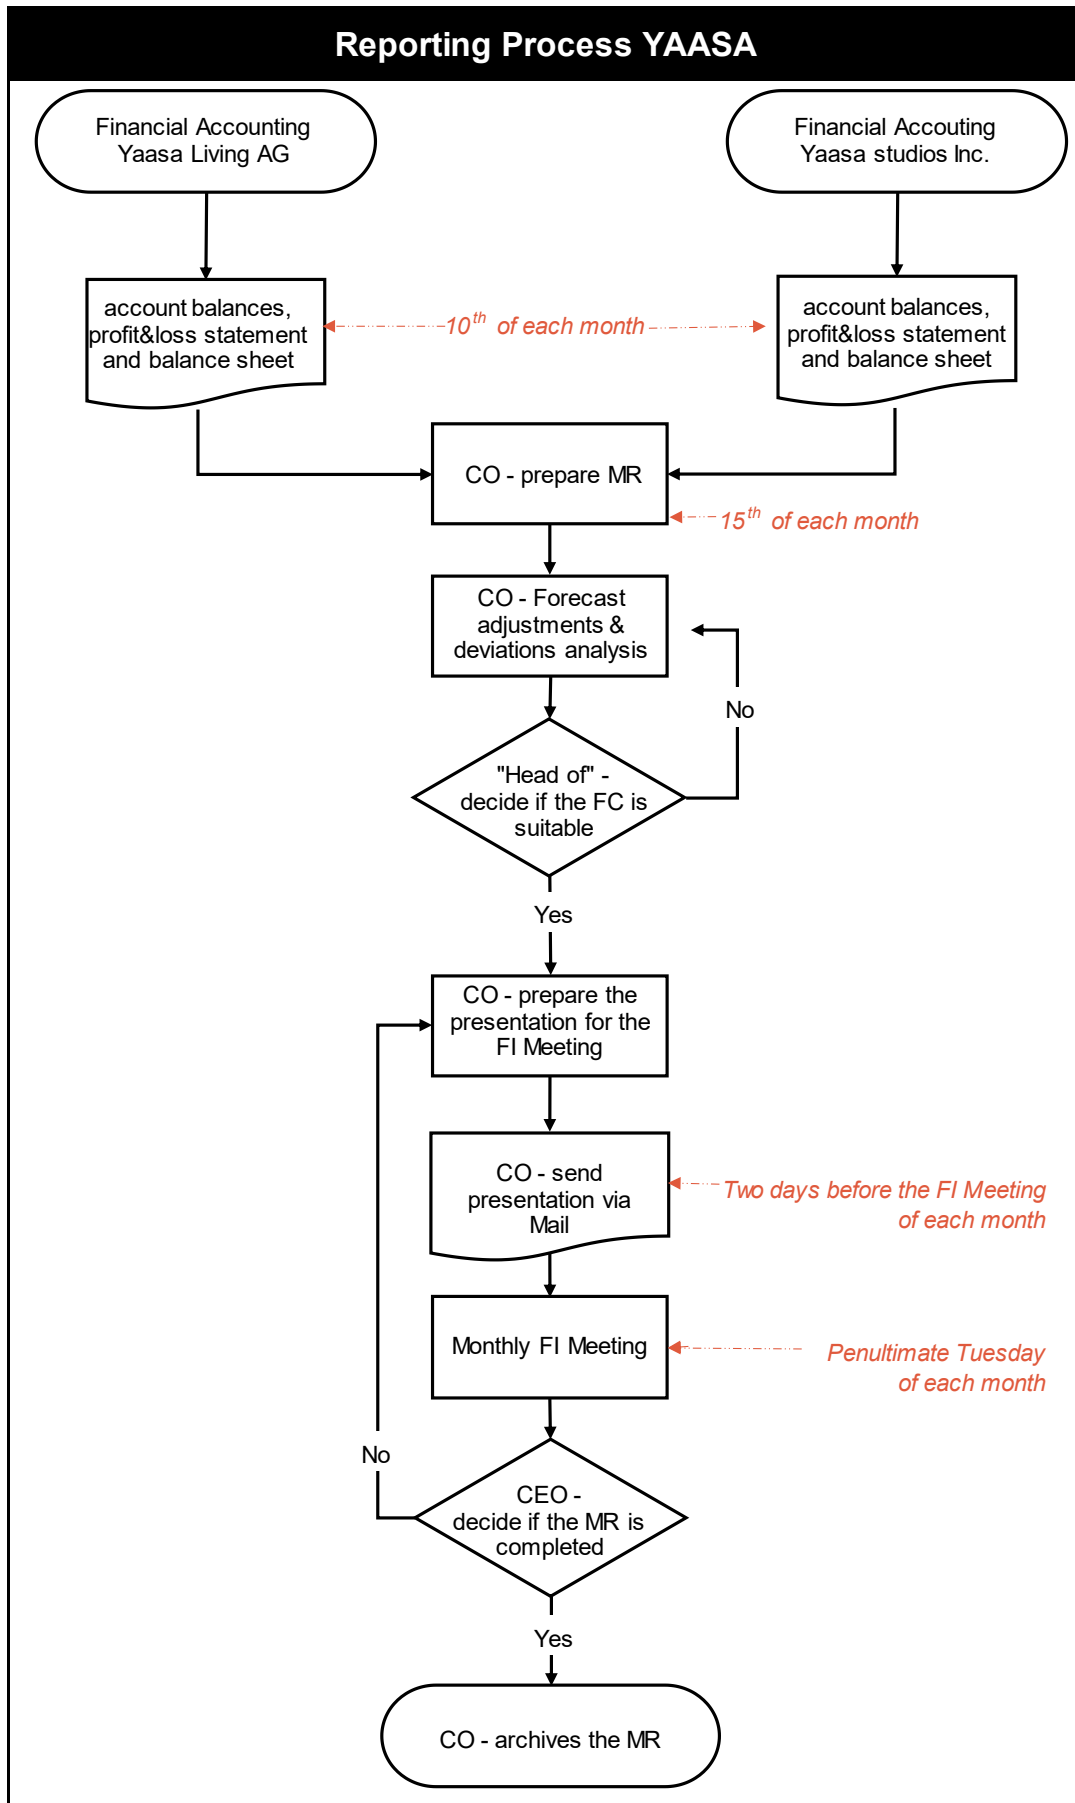 Reporting Process YAASA
Financial Accounting
Yaasa Living AG
Financial Accouting
Yaasa studios Inc.
account balances,
profit&loss statement
and balance sheet
10th of each month
account balances,
profit&loss statement
and balance sheet
CO - prepare MR
15th of each month
CO - Forecast
adjustments &
deviations analysis
No
"Head of" -
decide if the FC is
suitable
Yes
CO - prepare the
presentation for the
FI Meeting
CO - send
presentation via
Mail
Two days before the FI Meeting
of each month
Monthly FI Meeting
Penultimate Tuesday
of each month
No
CEO -
decide if the MR is
completed
Yes
CO - archives the MR